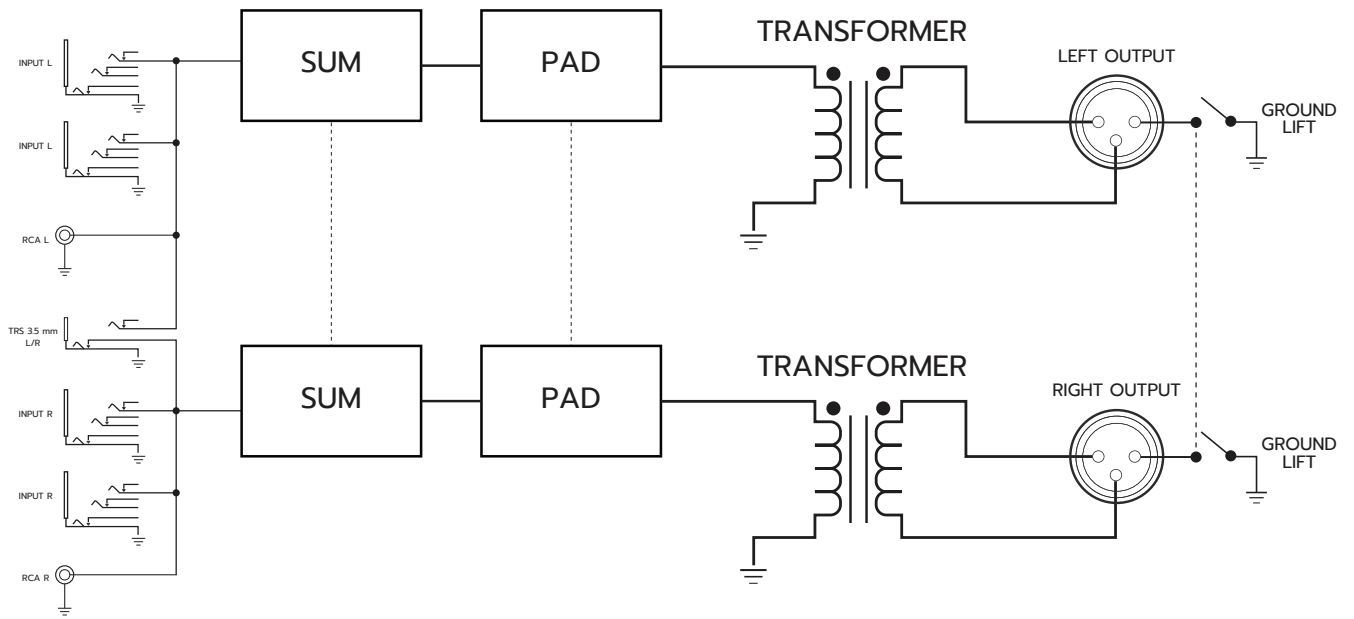 INPUT L
SUM
PAD
TRANSFORMER
LEFT OUTPUT
GROUND
LIFT
INPUT L
RCA L
TRS 3.5 mm
L/R
INPUT R
SUM
PAD
TRANSFORMER
RIGHT OUTPUT
GROUND
LIFT
INPUT R
RCA R